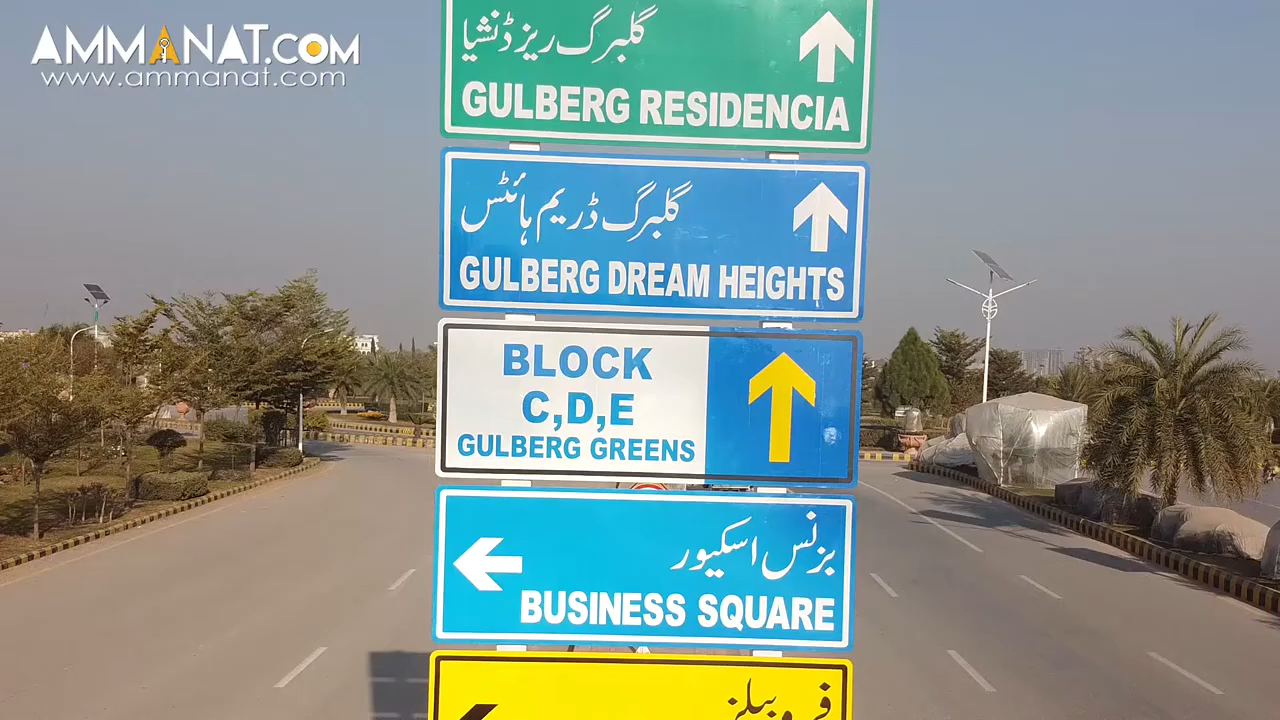 AMMANAT.COM
www.ammanat.com
گلبرگ ریزڈنشیا
GULBERG RESIDENCIA
گلبرگ ڈریم ہائٹس
GULBERG DREAM HEIGHTS
BLOCK
C,D,E
GULBERG GREENS
بزنس اسکیور
BUSINESS SQUARE